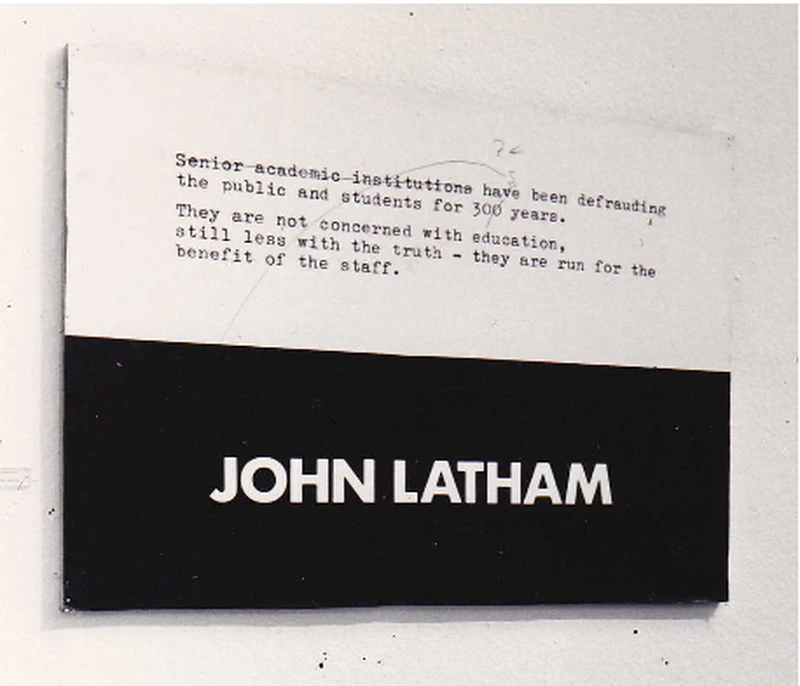 Senior academic institutions have been defrauding
the public and students for 300 years.
They are not concerned with education,
still less with the truth - they are run for the
benefit of the staff.
JOHN LATHAM